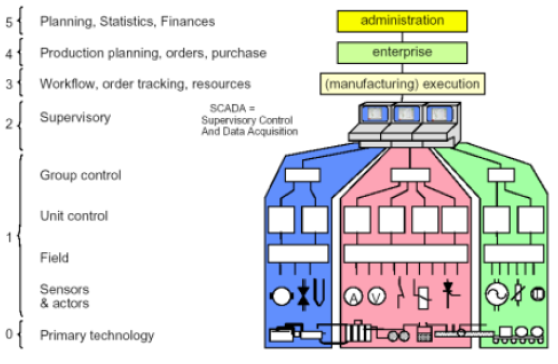 5 Planning, Statistics, Finances administration
4 Production planning, orders, purchase enterprise
3 Workflow, order tracking, resources (manufacturing) execution
2 Supervisory
SCADA =
Supervisory Control
And Data Acquisition
1
Group control
Unit control
Field
Sensors
& actors
A V
0 Primary technology